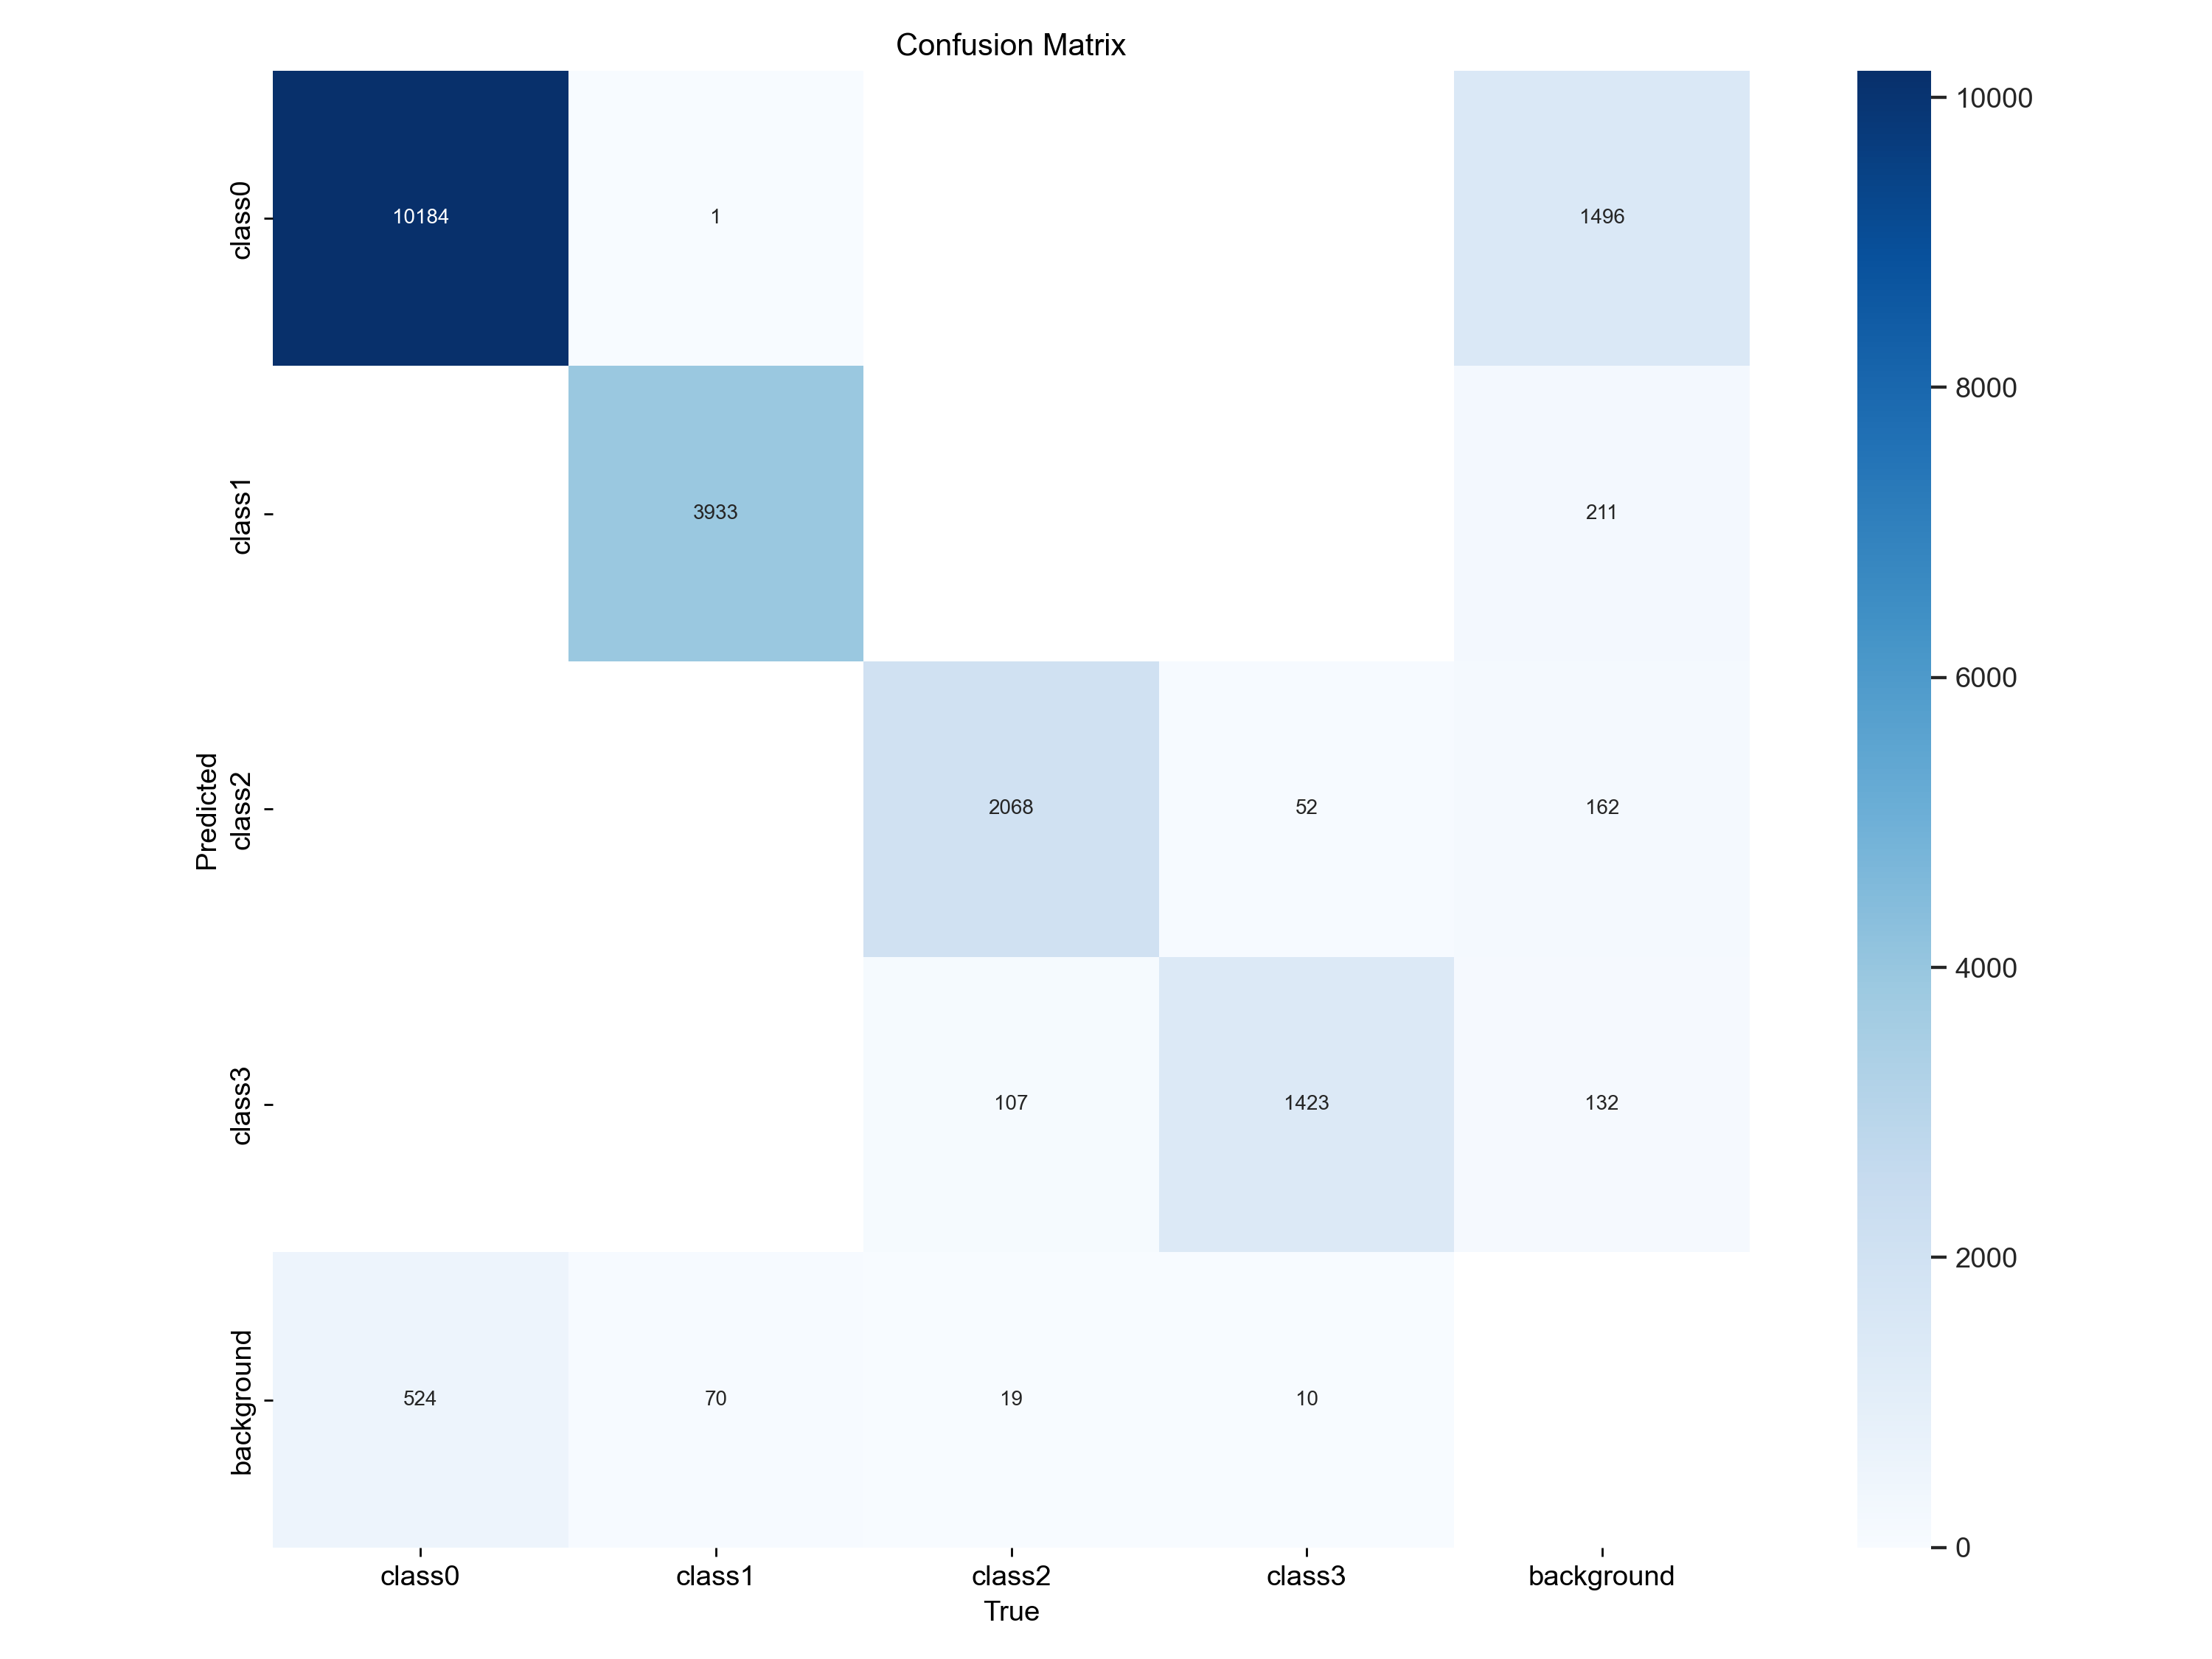 Confusion Matrix
10184 1 1496
3933 211
2068 52 162
107 1423 132
524 70 19 10
class0
class1
class2
class3
background
Predicted
class0 class1 class2 class3 background
True
10000
8000
6000
4000
2000
0